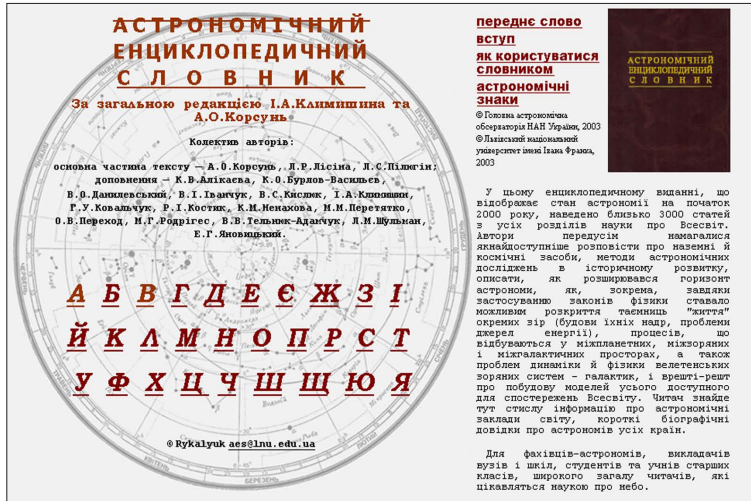 АСТРОНОМІЧНИЙ
ЕНЦИКЛОПЕДИЧНИЙ
СЛОВНИК
За загальною редакцією І.А.Климишина та
А.О.Корсунь
Колектив авторів:
основна частина тексту — А.О.Корсунь, Л.Р.Лісіна, Л.С.Пілюгін;
доповнення — К.В.Алікаєва, К.О.Бурлов-Васильєв,
В.О.Данилевський, В.І.Іванчук, В.С.Кислюк, І.А.Климишин,
Г.У.Ковальчук, Р.І.Костик, К.М.Менахова, М.И.Перетятко,
О.В.Переход, М.Г.Родрігес, В.В.Тельнюк-Адамчук, Л.М.Шульман,
Е.Г.Яновицький.
А Б В Г Д Е Є Ж З І
Й К Л М Н О П Р С Т
У Ф Х Ц Ч Ш Щ Ю Я
© Rykalyuk aes@lnu.edu.ua
переднє слово
вступ
як користуватися
словником
астрономічні
знаки
© Головна астрономічна
обсерваторія НАН України, 2003
© Львівський національний
університет імені Івана Франка,
2003
АСТРОНОМІЧНИЙ
ЕНЦИКЛОПЕДИЧНИЙ
СЛОВНИК
У цьому енциклопедичному виданні, що
відображає стан астрономії на початок
2000 року, наведено близько 3000 статей
з усіх розділів науки про Всесвіт.
Автори передусім намагалися
якнайдоступніше розповісти про наземні й
космічні засоби, методи астрономічних
досліджень в історичному розвитку,
описати, як розширювався горизонт
астрономи, як, зокрема, завдяки
застосуванню законів фізики ставало
можливим розкриття таємниць "життя"
окремих зір (будови їхніх надр, проблеми
джерел енергії), процесів, що
відбуваються у міжпланетних, міжзоряних
і міжгалактичних просторах, а також
проблем динаміки й фізики велетенських
зоряних систем - галактик, і врешті-решт
про побудову моделей усього доступного
для спостережень Всесвіту. Читач знайде
тут стислу інформацію про астрономічні
заклади світу, короткі біографічні
довідки про астрономів усіх країн.
Для фахівців-астрономів, викладачів
вузів і шкіл, студентів та учнів старших
класів, широкого загалу читачів, які
цікавляться наукою про небо.